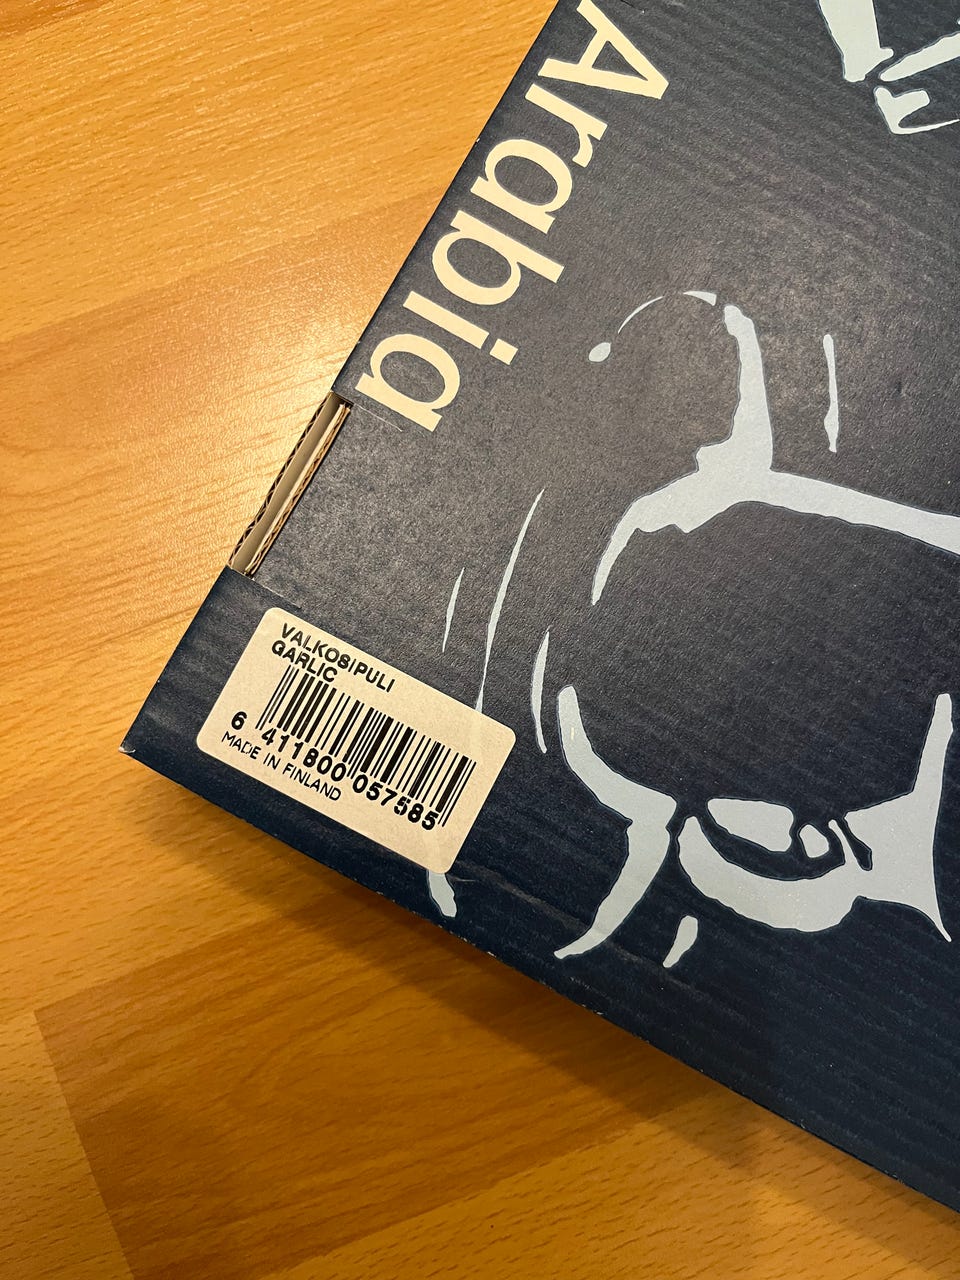 Arabia
VALKOSIPULI
GARLIC
6 411800 057585
MADE IN FINLAND